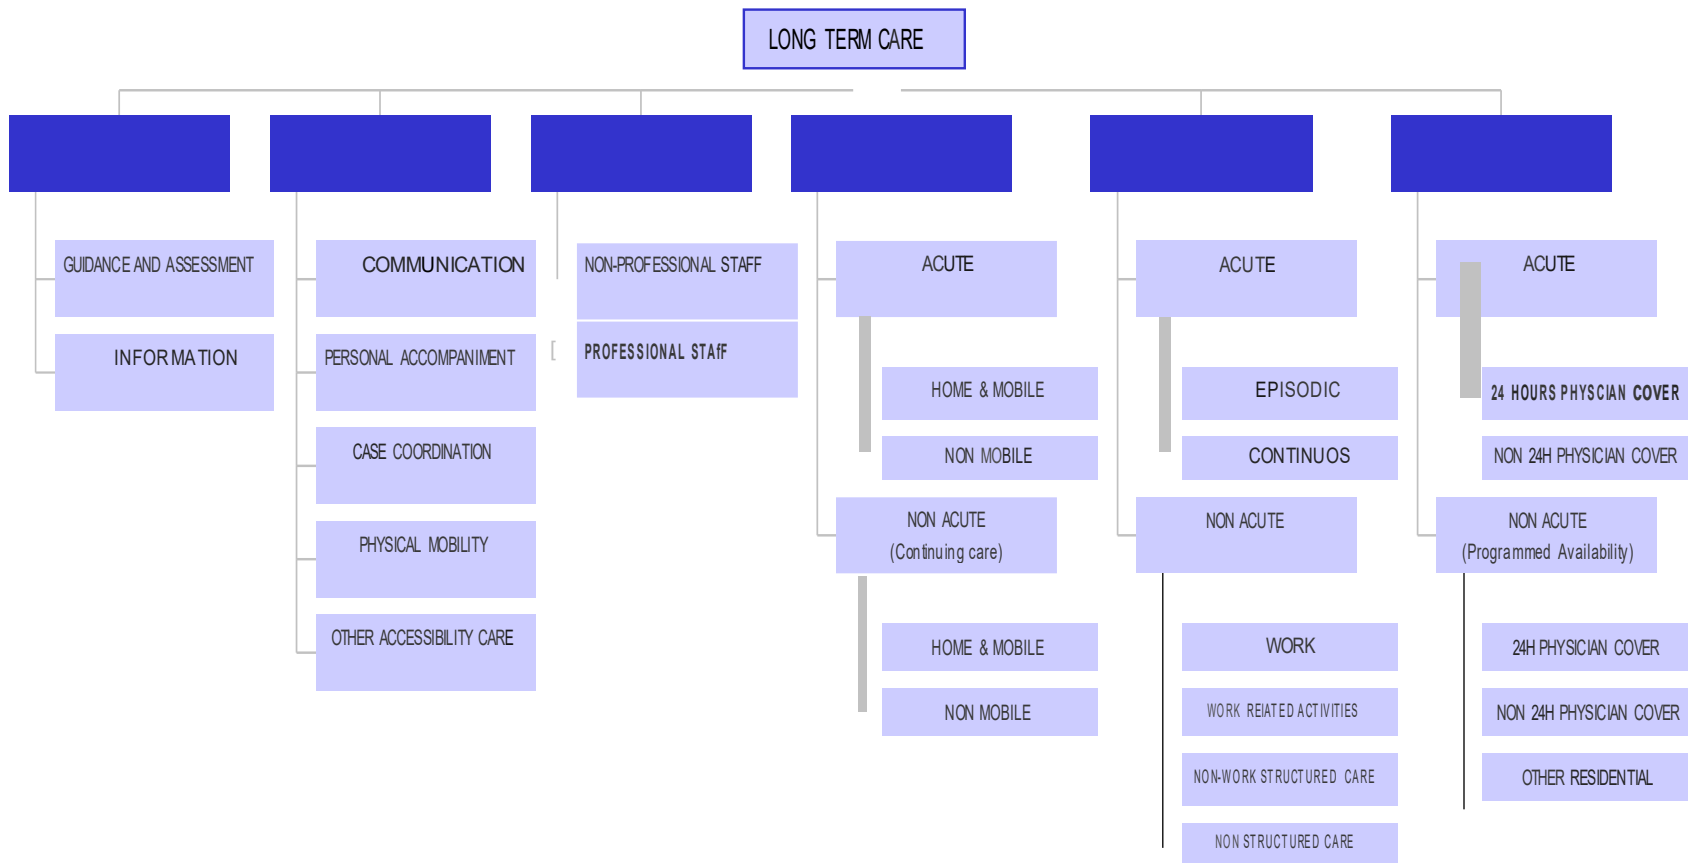 LONG TERM CARE
GUIDANCE AND ASSESSMENT
INFORMATION
COMMUNICATION
PERSONAL ACCOMPANIMENT
CASE COORDINATION
PHYSICAL MOBILITY
OTHER ACCESSIBILITY CARE
NON-PROFESSIONAL STAFF
PROFESSIONAL STAfF
ACUTE
HOME & MOBILE
NON MOBILE
NON ACUTE
(Continuing care)
HOME & MOBILE
NON MOBILE
ACUTE
EPISODIC
CONTINUOS
NON ACUTE
WORK
WORK REIATED ACTIVITIES
NON-WORK STRUCTURED CARE
NON STRUCTURED CARE
ACUTE
24 HOURS PHYSCIAN COVER
NON 24H PHYSICIAN COVER
NON ACUTE
(Programmed Availability)
24H PHYSICIAN COVER
NON 24H PHYSICIAN COVER
OTHER RESIDENTIAL